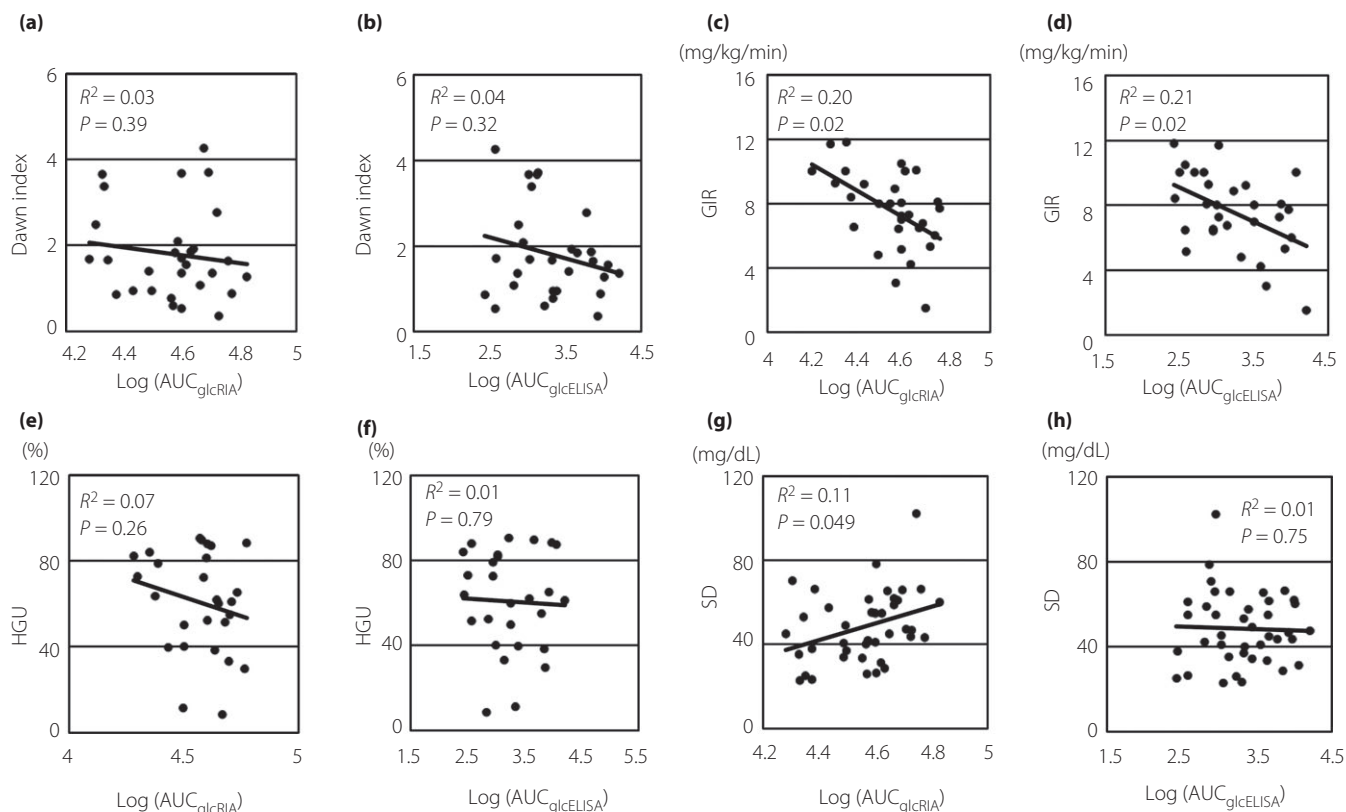 (a)
Dawn index
6
4
2
0
R² = 0.03
P = 0.39
4.2 4.4 4.6 4.8 5
Log (AUCglcRIA)
(b)
Dawn index
6
4
2
0
R² = 0.04
P = 0.32
1.5 2.5 3.5 4.5
Log (AUCglcELISA)
(c)
(mg/kg/min)
GIR
16
12
8
4
0
R² = 0.20
P = 0.02
4 4.2 4.4 4.6 4.8 5
Log (AUCglcRIA)
(d)
(mg/kg/min)
GIR
16
12
8
4
0
R² = 0.21
P = 0.02
1.5 2.5 3.5 4.5
Log (AUCglcELISA)
(e)
(%)
HGU
120
80
40
0
R² = 0.07
P = 0.26
4 4.5 5
Log (AUCglcRIA)
(f)
(%)
HGU
120
80
40
0
R² = 0.01
P = 0.79
1.5 2.5 3.5 4.5 5.5
Log (AUCglcELISA)
(g)
(mg/dL)
SD
120
80
40
0
R² = 0.11
P = 0.049
4.2 4.4 4.6 4.8 5
Log (AUCglcRIA)
(h)
(mg/dL)
SD
120
80
40
0
R² = 0.01
P = 0.75
1.5 2.5 3.5 4.5
Log (AUCglcELISA)